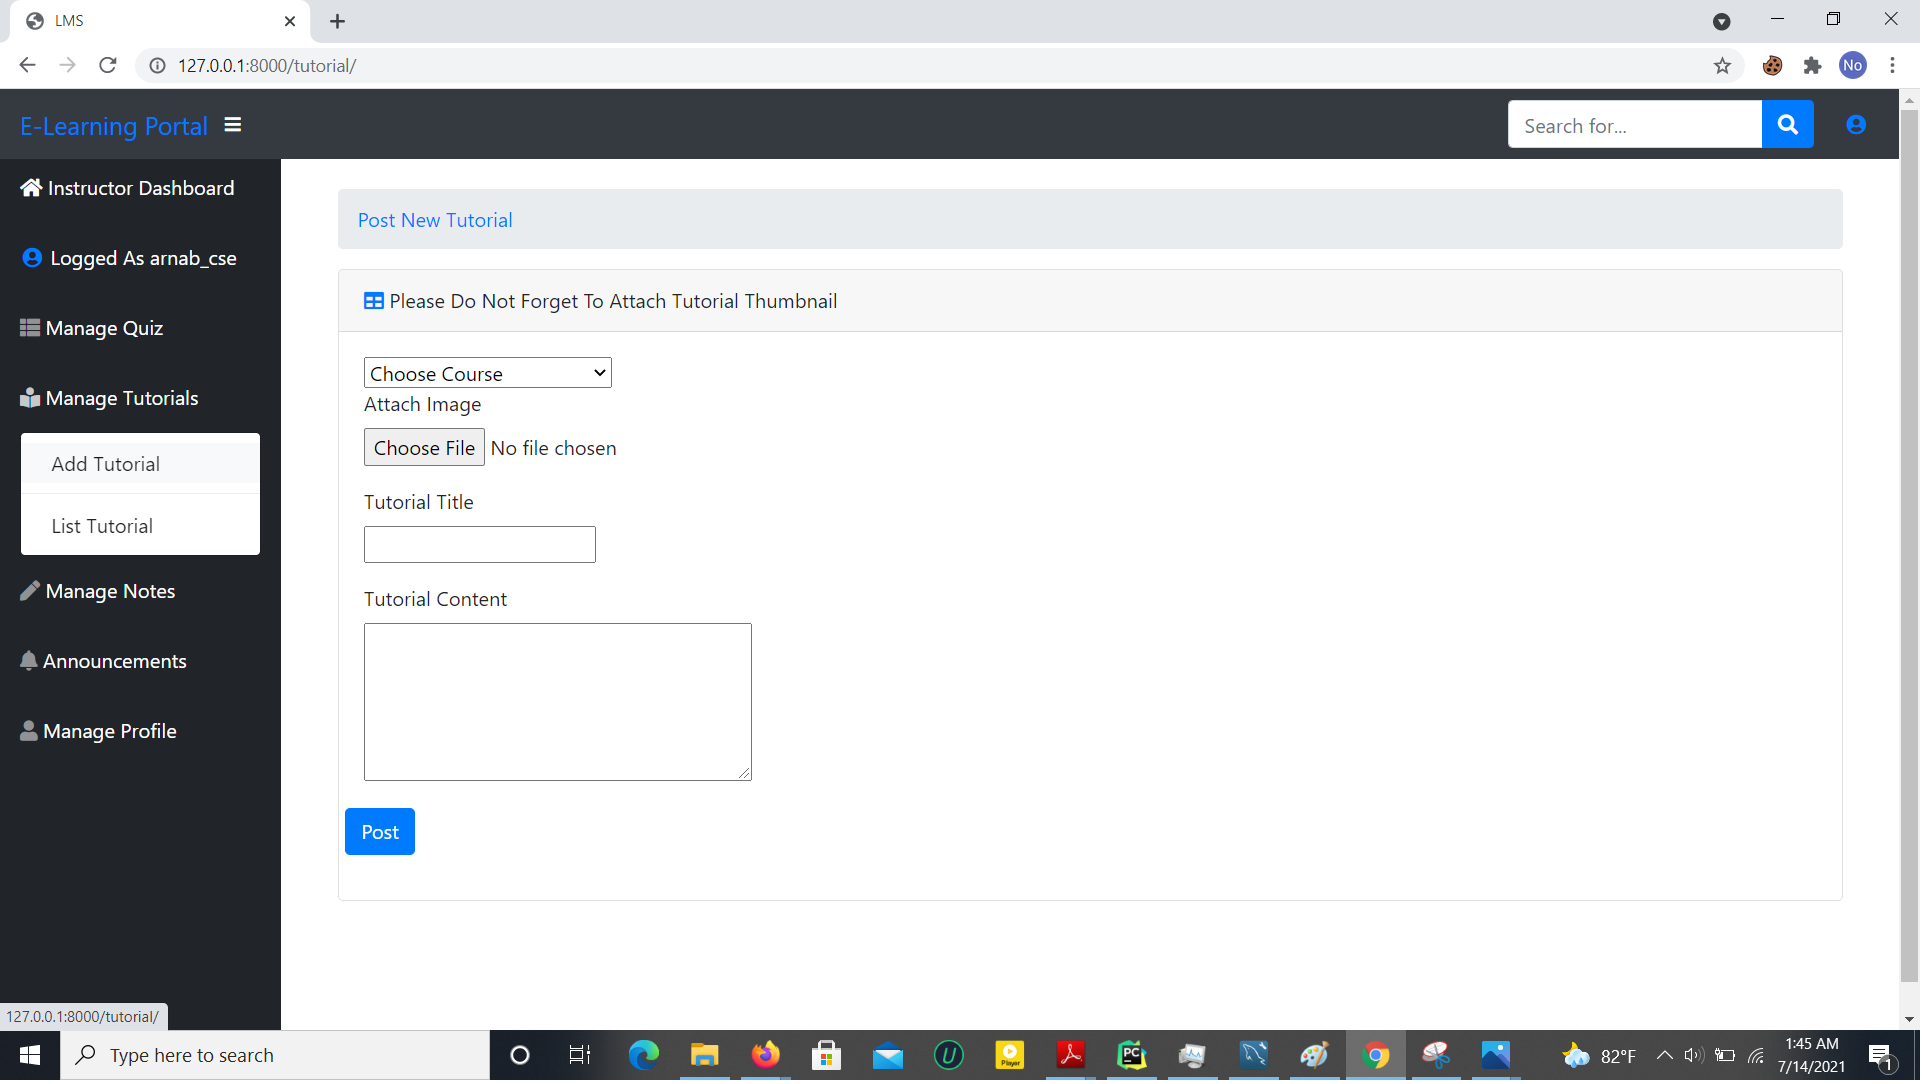 LMS
127.0.0.1:8000/tutorial/
No
E-Learning Portal
Search for...
Instructor Dashboard
Logged As arnab_cse
Manage Quiz
Manage Tutorials
Add Tutorial
List Tutorial
Manage Notes
Announcements
Manage Profile
Post New Tutorial
Please Do Not Forget To Attach Tutorial Thumbnail
Choose Course
Attach Image
Choose File No file chosen
Tutorial Title
Tutorial Content
Post
127.0.0.1:8000/tutorial/
Type here to search
U
Player
PC
82°F
1:45 AM
7/14/2021
1